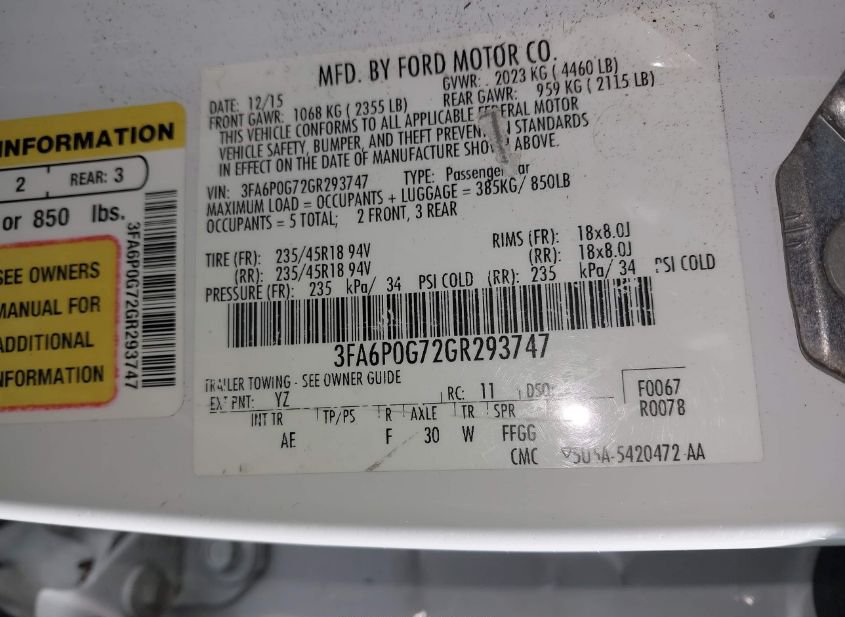 NFORMATION
2 REAR: 3
or 850 lbs.
SEE OWNERS
MANUAL FOR
ADDITIONAL
NFORMATION
3FA6P0G72GR293747
MFD. BY FORD MOTOR CO.
DATE: 12/15 GVWR: 2023 KG ( 4460 LB)
FRONT GAWR: 1068 KG ( 2355 LB) REAR GAWR: 959 KG ( 2115 LB)
THIS VEHICLE CONFORMS TO ALL APPLICABLE FEDERAL MOTOR
VEHICLE SAFETY, BUMPER, AND THEFT PREVENTION STANDARDS
IN EFFECT ON THE DATE OF MANUFACTURE SHOWN ABOVE.
VIN: 3FA6P0G72GR293747 TYPE: Passenger Car
MAXIMUM LOAD = OCCUPANTS + LUGGAGE = 385KG/ 850LB
OCCUPANTS = 5 TOTAL; 2 FRONT, 3 REAR
TIRE (FR): 235/45R18 94V RIMS (FR): 18x8.0J
(RR): 235/45R18 94V (RR): 18x8.0J
PRESSURE (FR): 235 kPa/ 34 PSI COLD (RR): 235 kPa/ 34 PSI COLD
3FA6P0G72GR293747
TRAILER TOWING - SEE OWNER GUIDE
EXT PNT: YZ RC: 11 DSO: F0067
INT TR TP/PS R AXLE TR SPR R0078
AE F 30 W FFGG
CMC 5U5A-5420472-AA